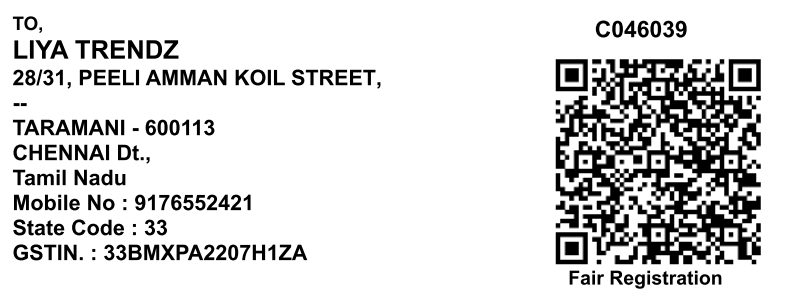 TO,
LIYA TRENDZ
28/31, PEELI AMMAN KOIL STREET,
--
TARAMANI - 600113
CHENNAI Dt.,
Tamil Nadu
Mobile No : 9176552421
State Code : 33
GSTIN. : 33BMXPA2207H1ZA
C046039
Fair Registration